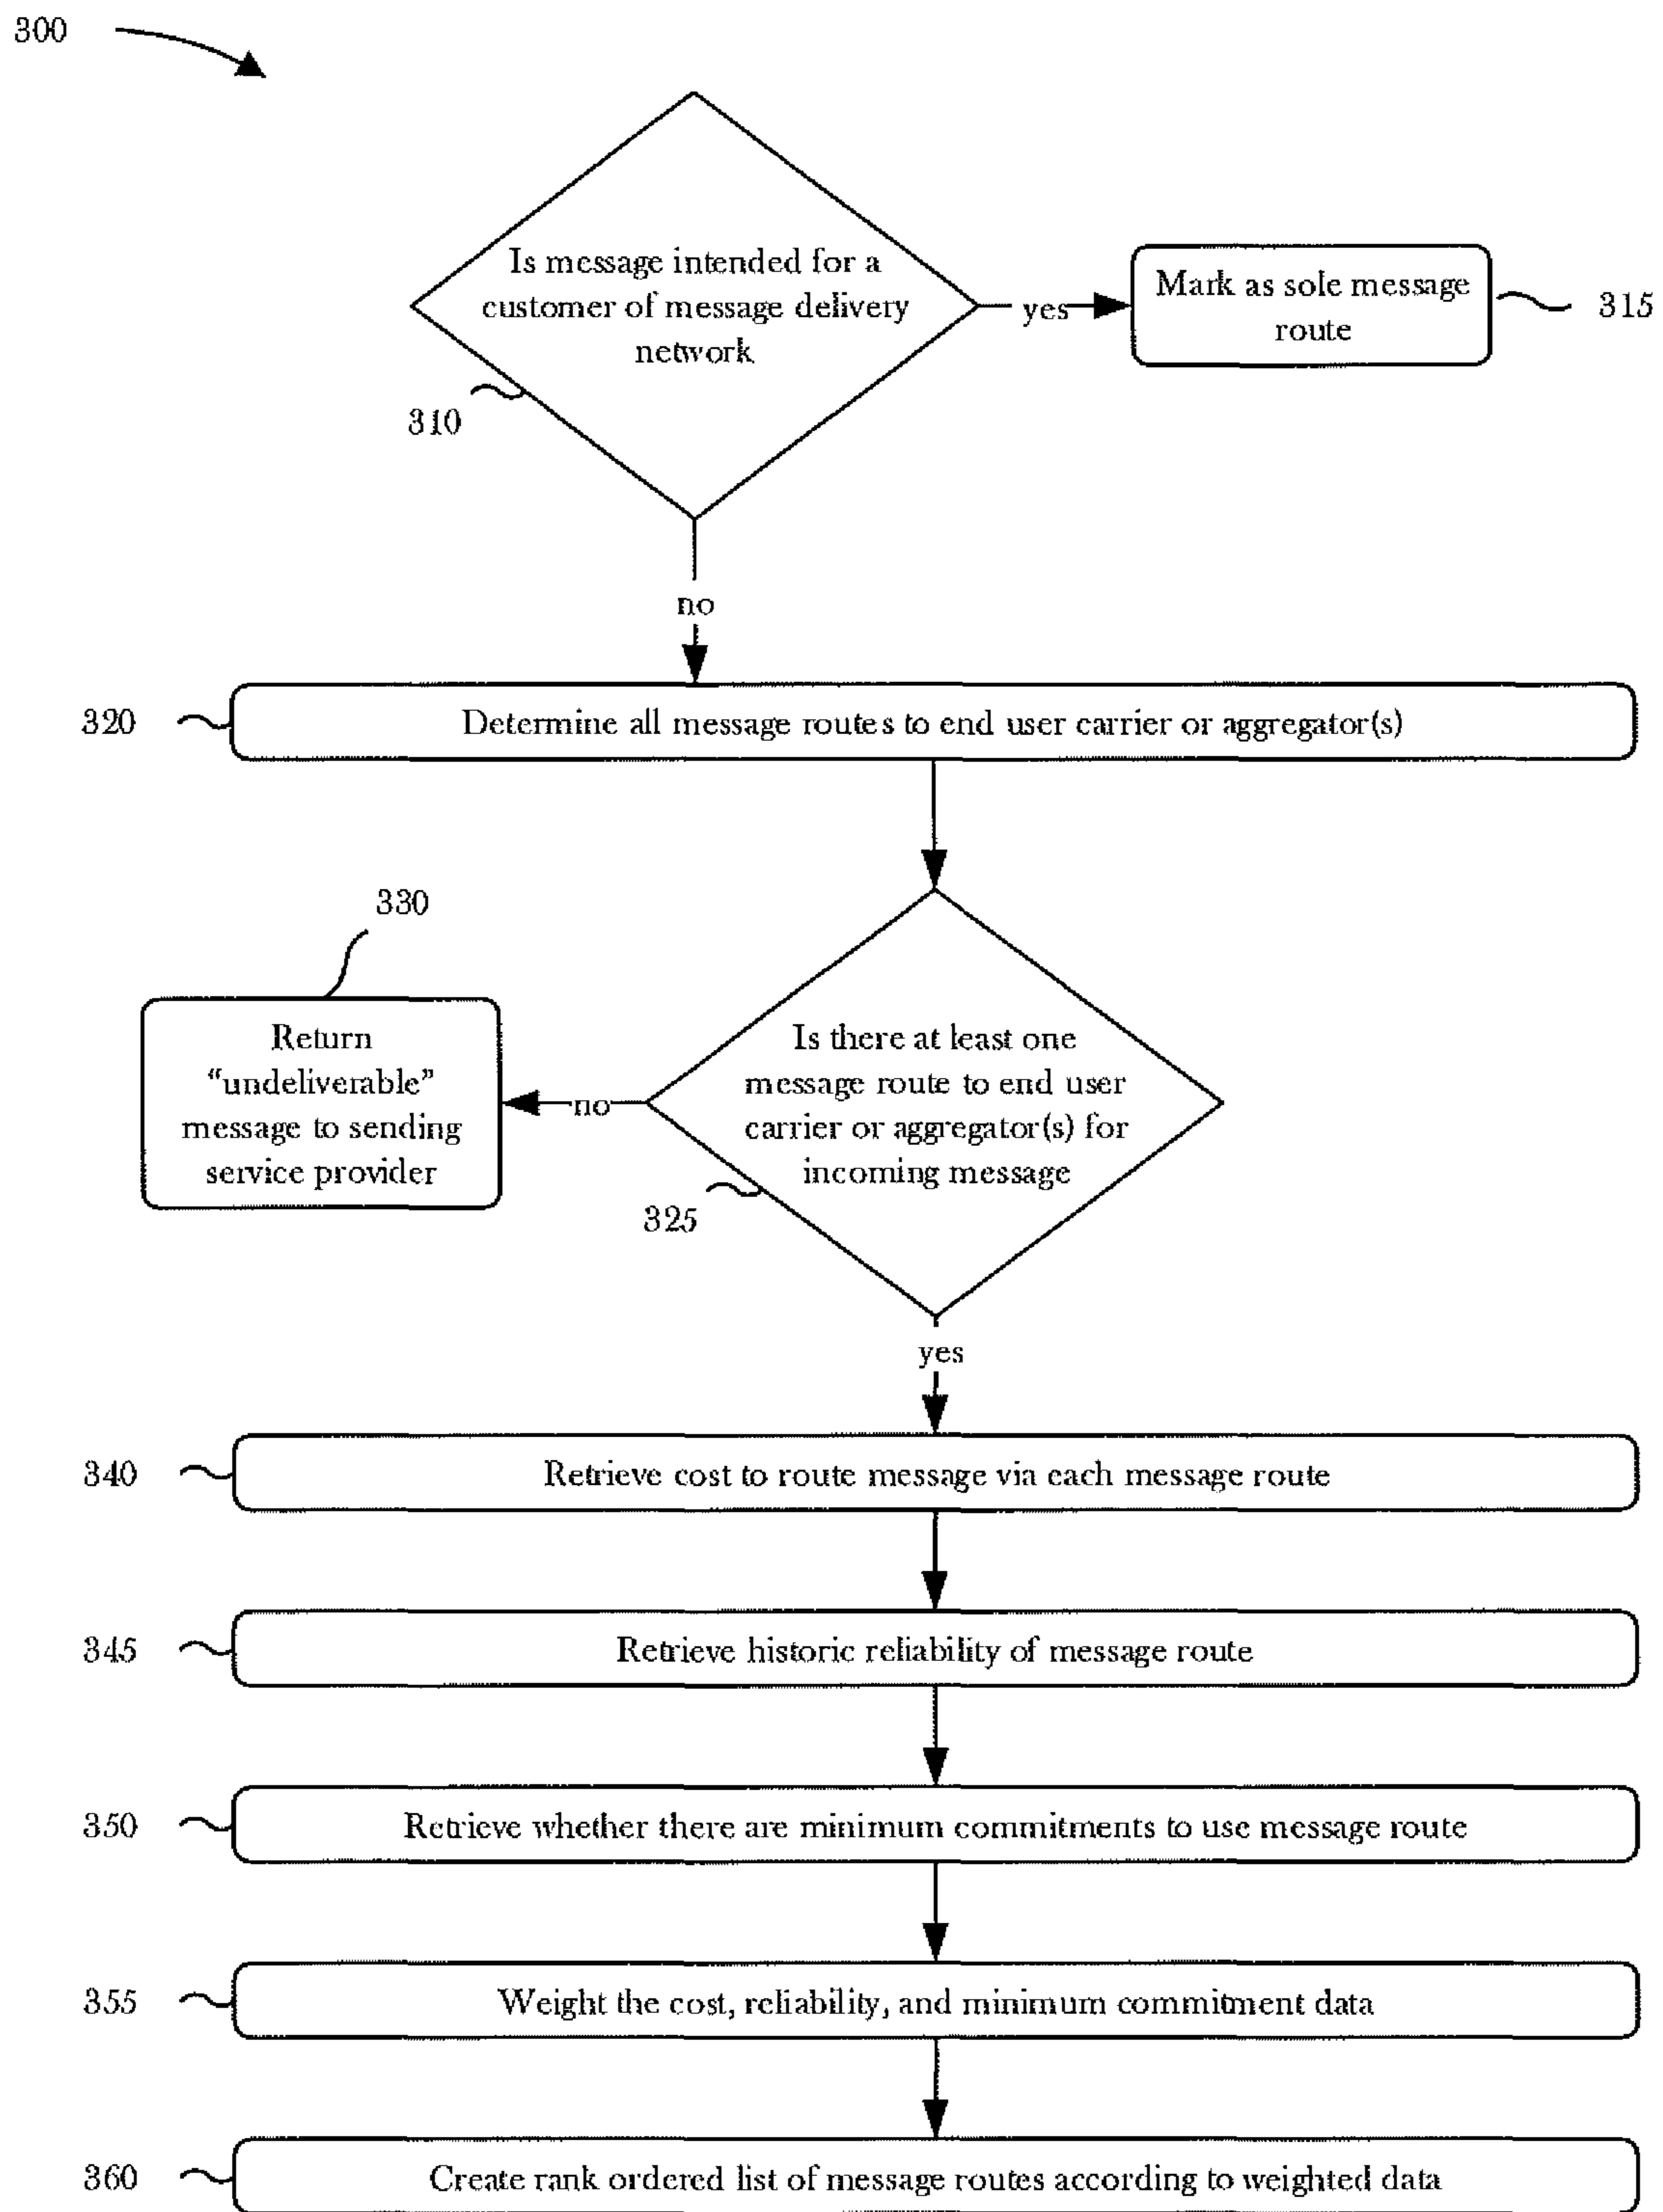 300
Is message intended for a
customer of message delivery
network
yes
Mark as sole message
route
315
310
no
320
Determine all message routes to end user carrier or aggregator(s)
330
Return
“undeliverable”
message to sending
service provider
no
Is there at least one
message route to end user
carrier or aggregator(s) for
incoming message
325
yes
340
Retrieve cost to route message via each message route
345
Retrieve historic reliability of message route
350
Retrieve whether there are minimum commitments to use message route
355
Weight the cost, reliability, and minimum commitment data
360
Create rank ordered list of message routes according to weighted data